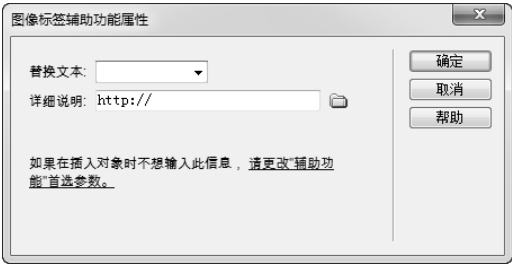 图像标签辅助功能属性
替换文本:
详细说明: http://
确定
取消
帮助
如果在插入对象时不想输入此信息，请更改"辅助功
能"首选参数。